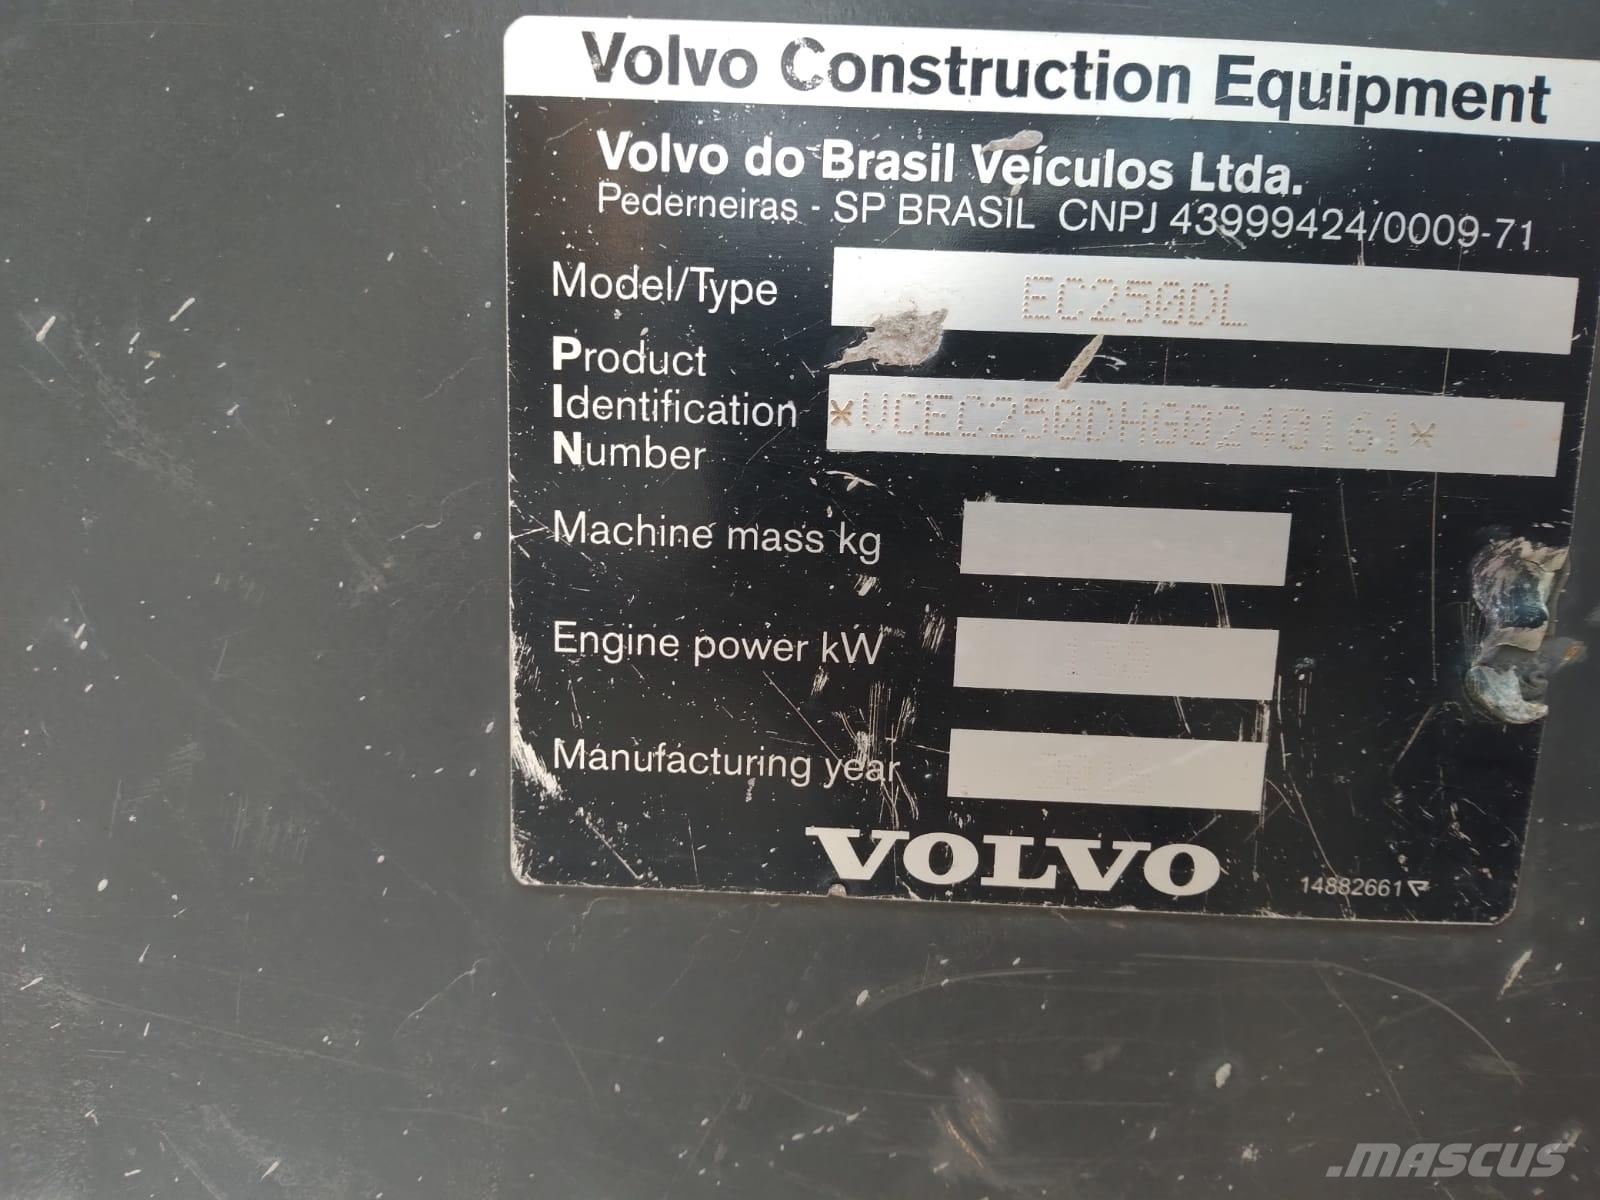 Volvo Construction Equipment
Volvo do Brasil Veículos Ltda.
Pederneiras - SP BRASIL CNPJ 43999424/0009-71
Model/Type EC250DL
Product
Identification *VCEC250DHG0240161*
Number
Machine mass kg
Engine power kW
Manufacturing year
VOLVO 14882661
.MASCUS